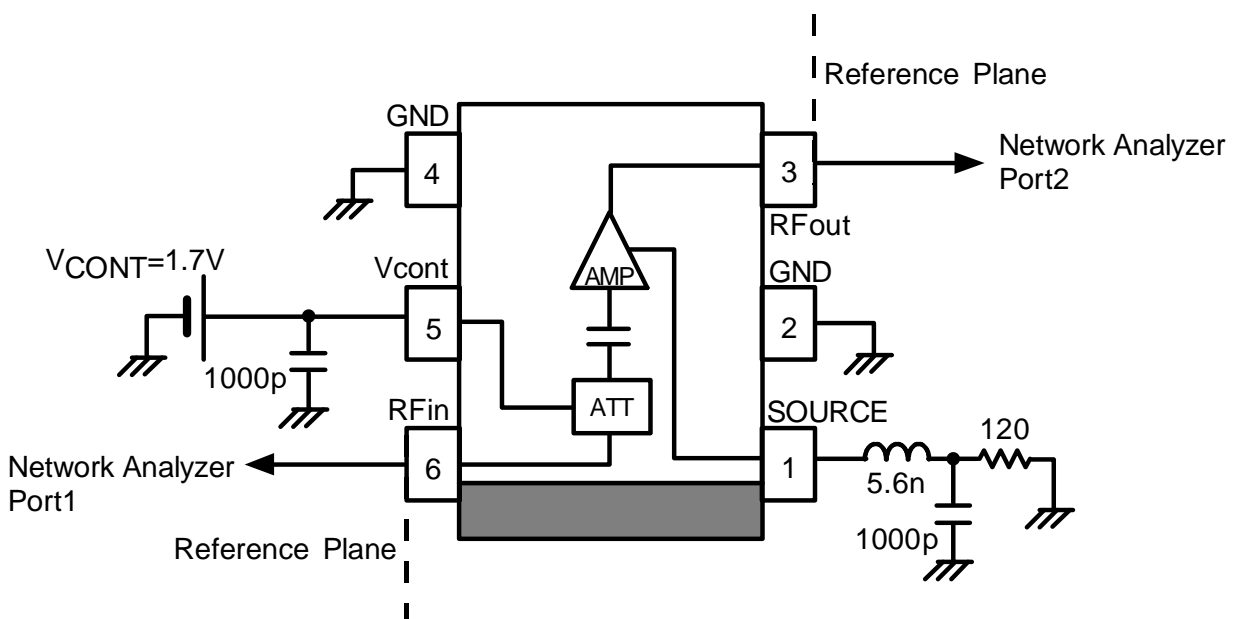 Reference Plane
GND
4
3
Network Analyzer
Port2
RFout
VCONT=1.7V
Vcont
AMP
GND
5
2
1000p
RFin
ATT
SOURCE
120
Network Analyzer
Port1
6
1
5.6n
1000p
Reference Plane